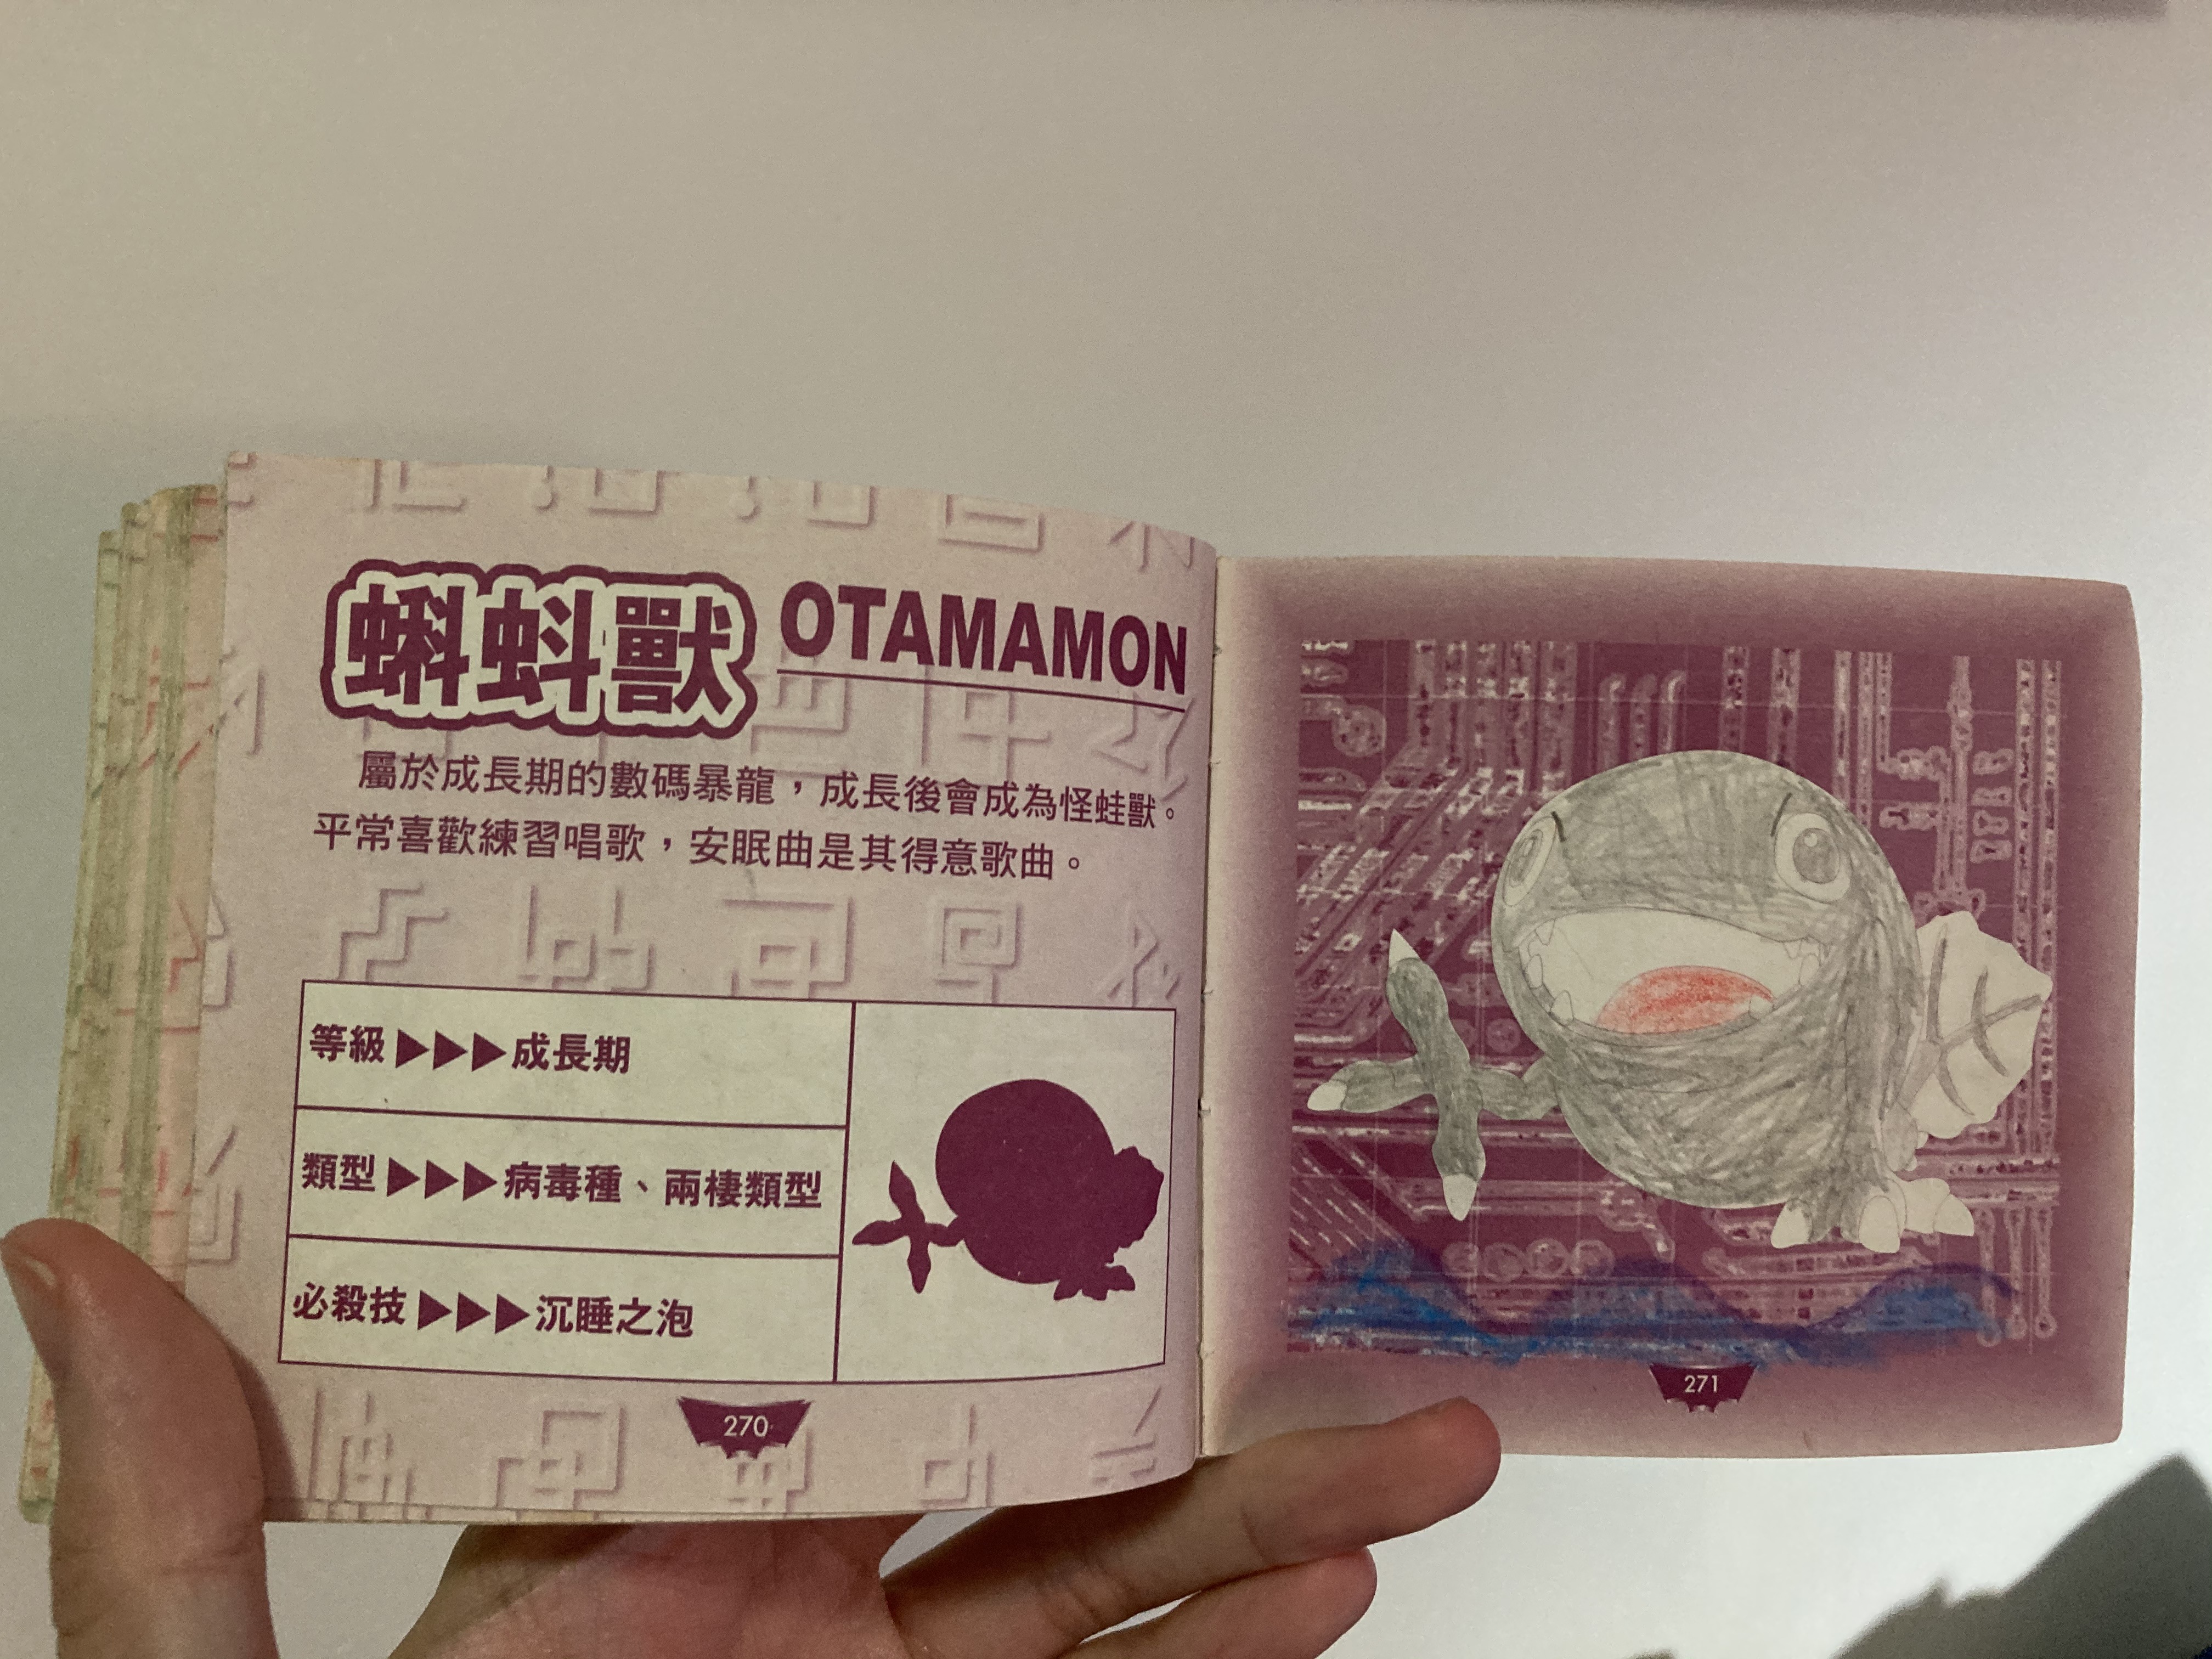 蝌蚪獸 OTAMAMON
屬於成長期的數碼暴龍，成長後會成為怪蛙獸。
平常喜歡練習唱歌，安眠曲是其得意歌曲。
等級▶▶▶成長期
類型▶▶▶病毒種、兩棲類型
必殺技▶▶▶沉睡之泡
270
271